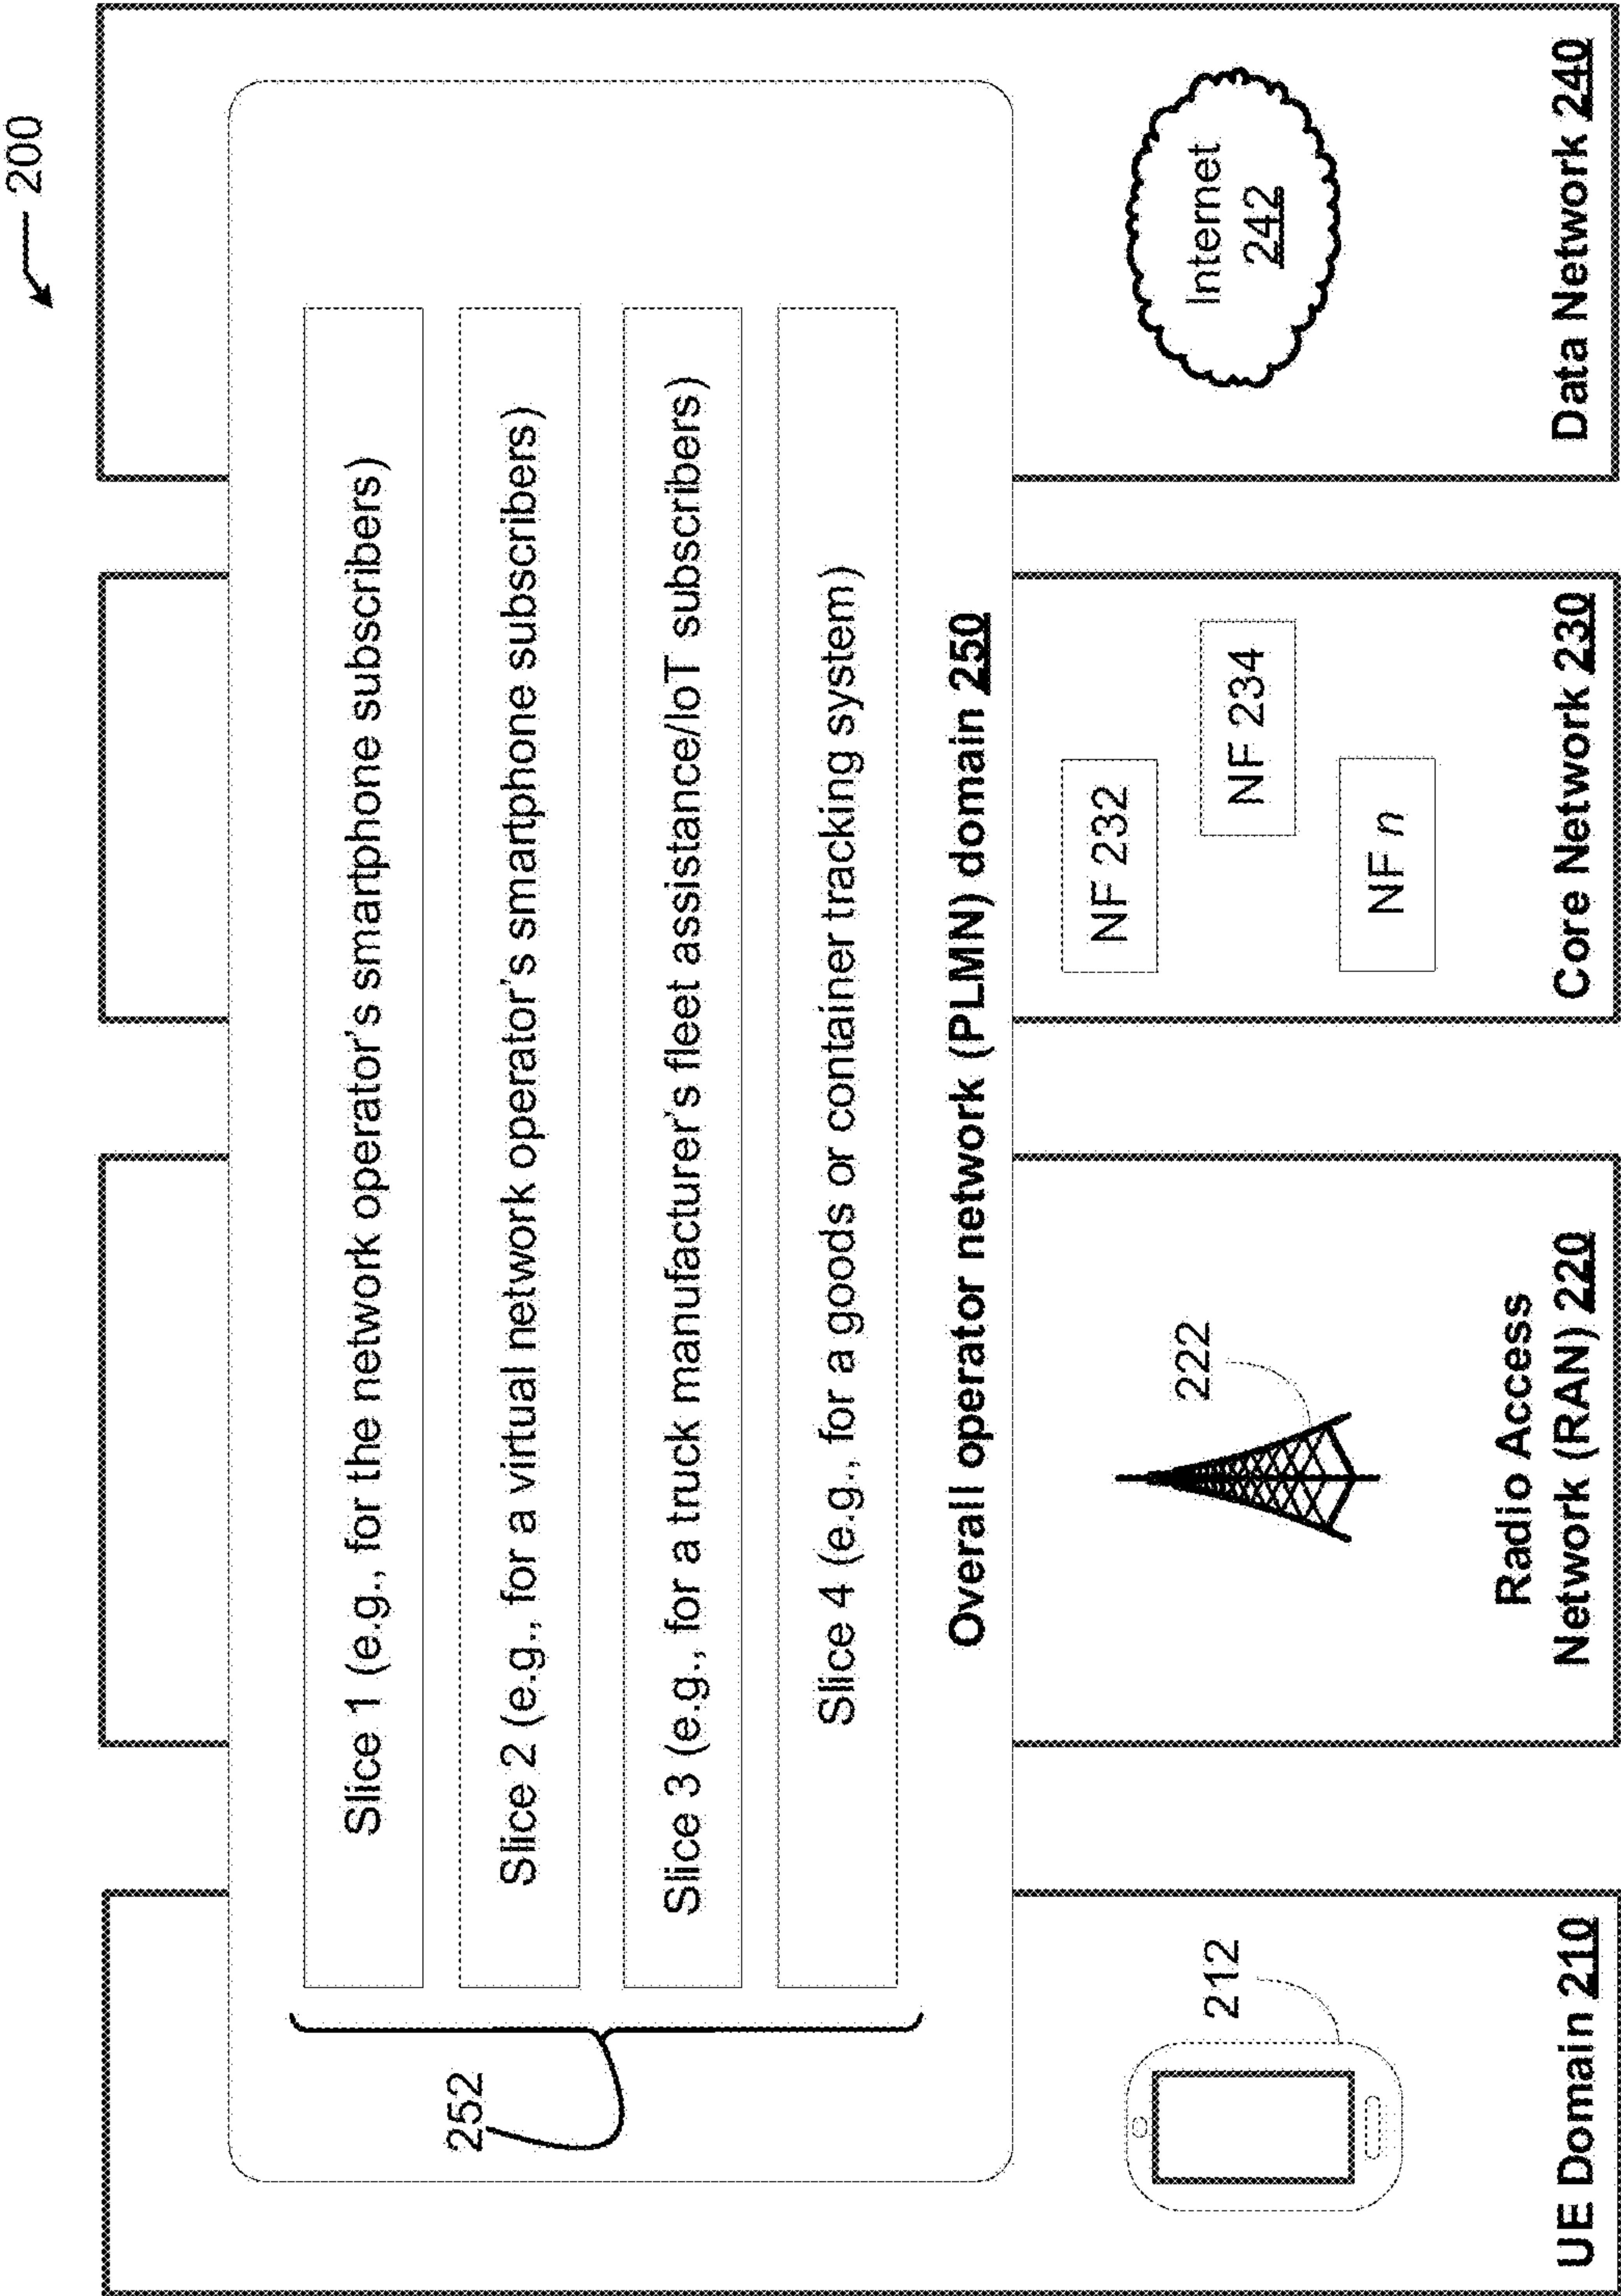 200
252
Slice 1 (e.g., for the network operator's smartphone subscribers)
Slice 2 (e.g., for a virtual network operator's smartphone subscribers)
Slice 3 (e.g., for a truck manufacturer's fleet assistance/IoT subscribers)
Slice 4 (e.g., for a goods or container tracking system)
Overall operator network (PLMN) domain 250
212
UE Domain 210
222
Radio Access
Network (RAN) 220
NF 232
NF 234
NF n
Core Network 230
Internet
242
Data Network 240